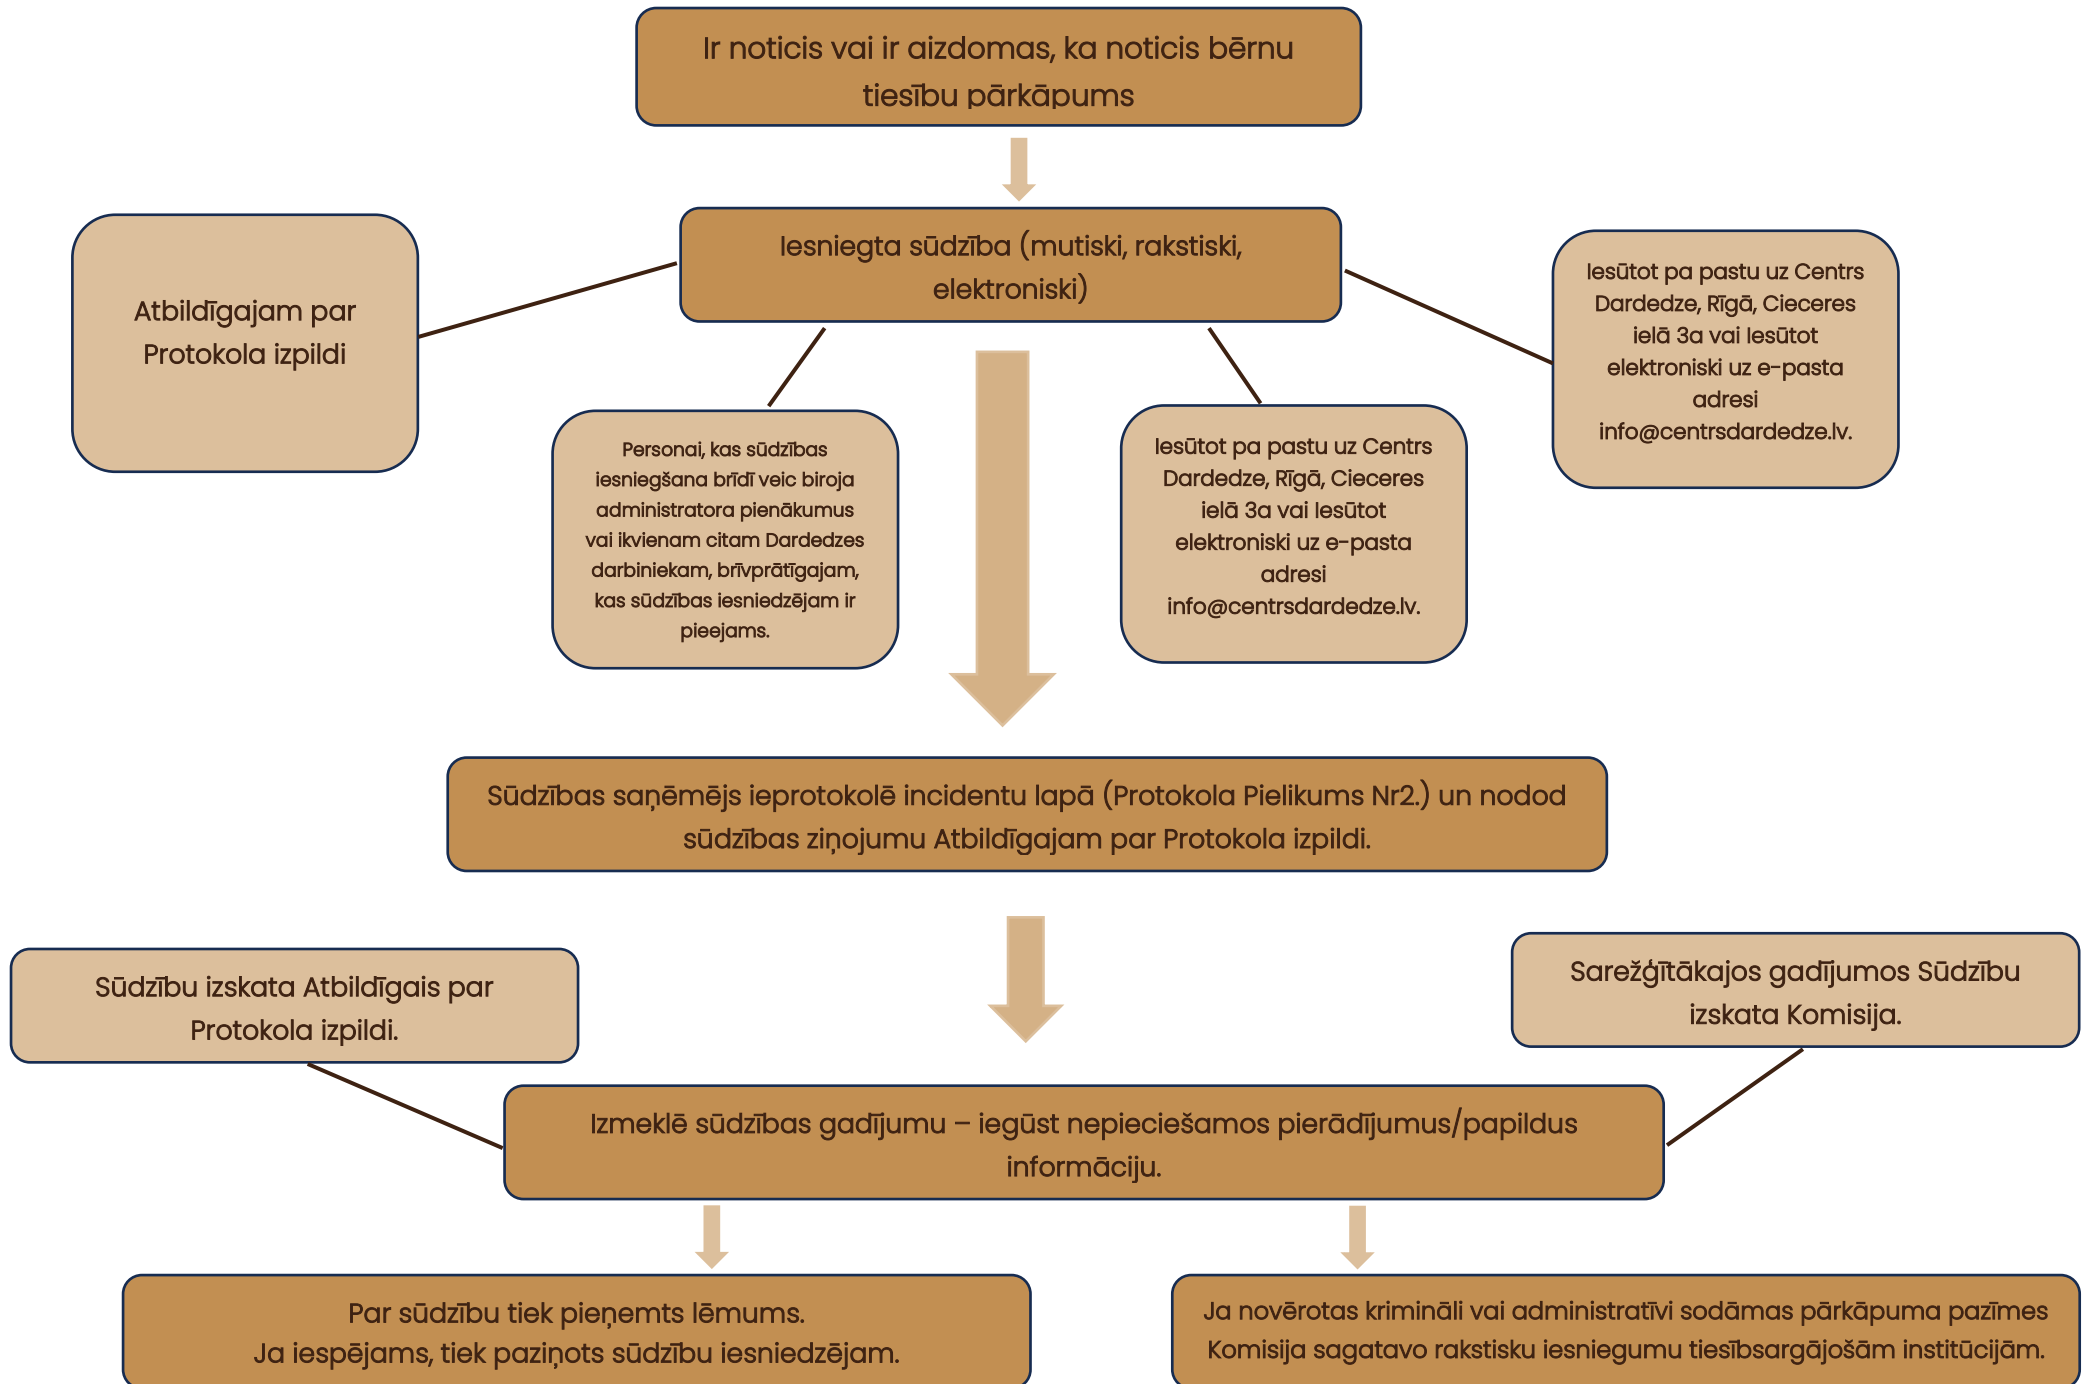 Ir noticis vai ir aizdomas, ka noticis bērnu
tiesību pārkāpums
Iesniegta sūdzība (mutiski, rakstiski,
elektroniski)
Atbildīgajam par
Protokola izpildi
Personai, kas sūdzības
iesniegšana brīdī veic biroja
administratora pienākumus
vai ikvienam citam Dardedzes
darbiniekam, brīvprātīgajam,
kas sūdzības iesniedzējam ir
pieejams.
Iesūtot pa pastu uz Centrs
Dardedze, Rīgā, Cieceres
ielā 3a vai Iesūtot
elektroniski uz e-pasta
adresi
info@centrsdardedze.lv.
Iesūtot pa pastu uz Centrs
Dardedze, Rīgā, Cieceres
ielā 3a vai Iesūtot
elektroniski uz e-pasta
adresi
info@centrsdardedze.lv.
Sūdzības saņēmējs ieprotokolē incidentu lapā (Protokola Pielikums Nr2.) un nodod
sūdzības ziņojumu Atbildīgajam par Protokola izpildi.
Sūdzību izskata Atbildīgais par
Protokola izpildi.
Sarežģītākajos gadījumos Sūdzību
izskata Komisija.
Izmeklē sūdzības gadījumu – iegūst nepieciešamos pierādījumus/papildus
informāciju.
Par sūdzību tiek pieņemts lēmums.
Ja iespējams, tiek paziņots sūdzību iesniedzējam.
Ja novērotas krimināli vai administratīvi sodāmas pārkāpuma pazīmes
Komisija sagatavo rakstisku iesniegumu tiesībsargājošām institūcijām.